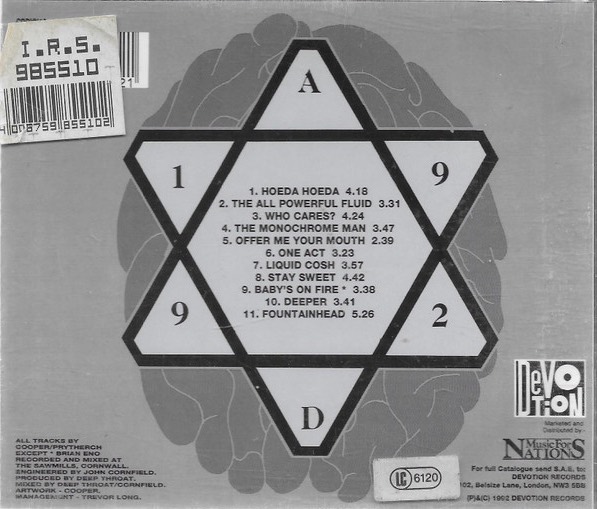 I.R.S.
985510
4 006759 855102
21
A
1
9
9
2
D
1. HOEDA HOEDA 4.18
2. THE ALL POWERFUL FLUID 3.31
3. WHO CARES? 4.24
4. THE MONOCHROME MAN 3.47
5. OFFER ME YOUR MOUTH 2.39
6. ONE ACT 3.23
7. LIQUID COSH 3.57
8. STAY SWEET 4.42
9. BABY'S ON FIRE * 3.38
10. DEEPER 3.41
11. FOUNTAINHEAD 5.26
ALL TRACKS BY
COOPER/PRYTHERCH
EXCEPT * BRIAN ENO
RECORDED AND MIXED AT
THE SAWMILLS, CORNWALL.
ENGINEERED BY JOHN CORNFIELD.
PRODUCED BY DEEP THROAT.
MIXED BY DEEP THROAT/CORNFIELD.
ARTWORK - COOPER.
MANAGEMENT - TREVOR LONG.
DEVOTION
Marketed and
Distributed by -
Music For NATIONS
For full Catalogue send S.A.E. to:
DEVOTION RECORDS
02, Belsize Lane, London, NW3 5BB
(P)&(C) 1992 DEVOTION RECORDS
LC 6120